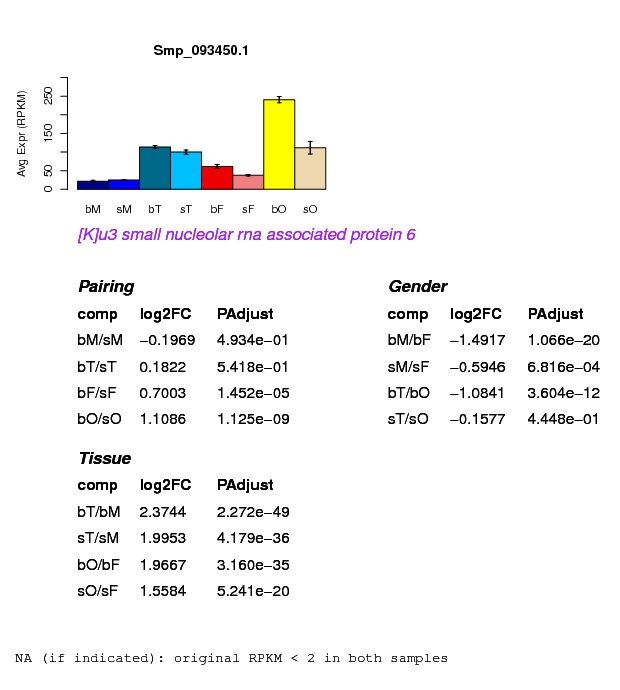 Smp_093450.1
Avg Expr (RPKM)
0 50 150 250
bM sM bT sT bF sF bO sO
[K]u3 small nucleolar rna associated protein 6
Pairing
comp log2FC PAdjust
bM/sM −0.1969 4.934e−01
bT/sT 0.1822 5.418e−01
bF/sF 0.7003 1.452e−05
bO/sO 1.1086 1.125e−09
Gender
comp log2FC PAdjust
bM/bF −1.4917 1.066e−20
sM/sF −0.5946 6.816e−04
bT/bO −1.0841 3.604e−12
sT/sO −0.1577 4.448e−01
Tissue
comp log2FC PAdjust
bT/bM 2.3744 2.272e−49
sT/sM 1.9953 4.179e−36
bO/bF 1.9667 3.160e−35
sO/sF 1.5584 5.241e−20
NA (if indicated): original RPKM < 2 in both samples